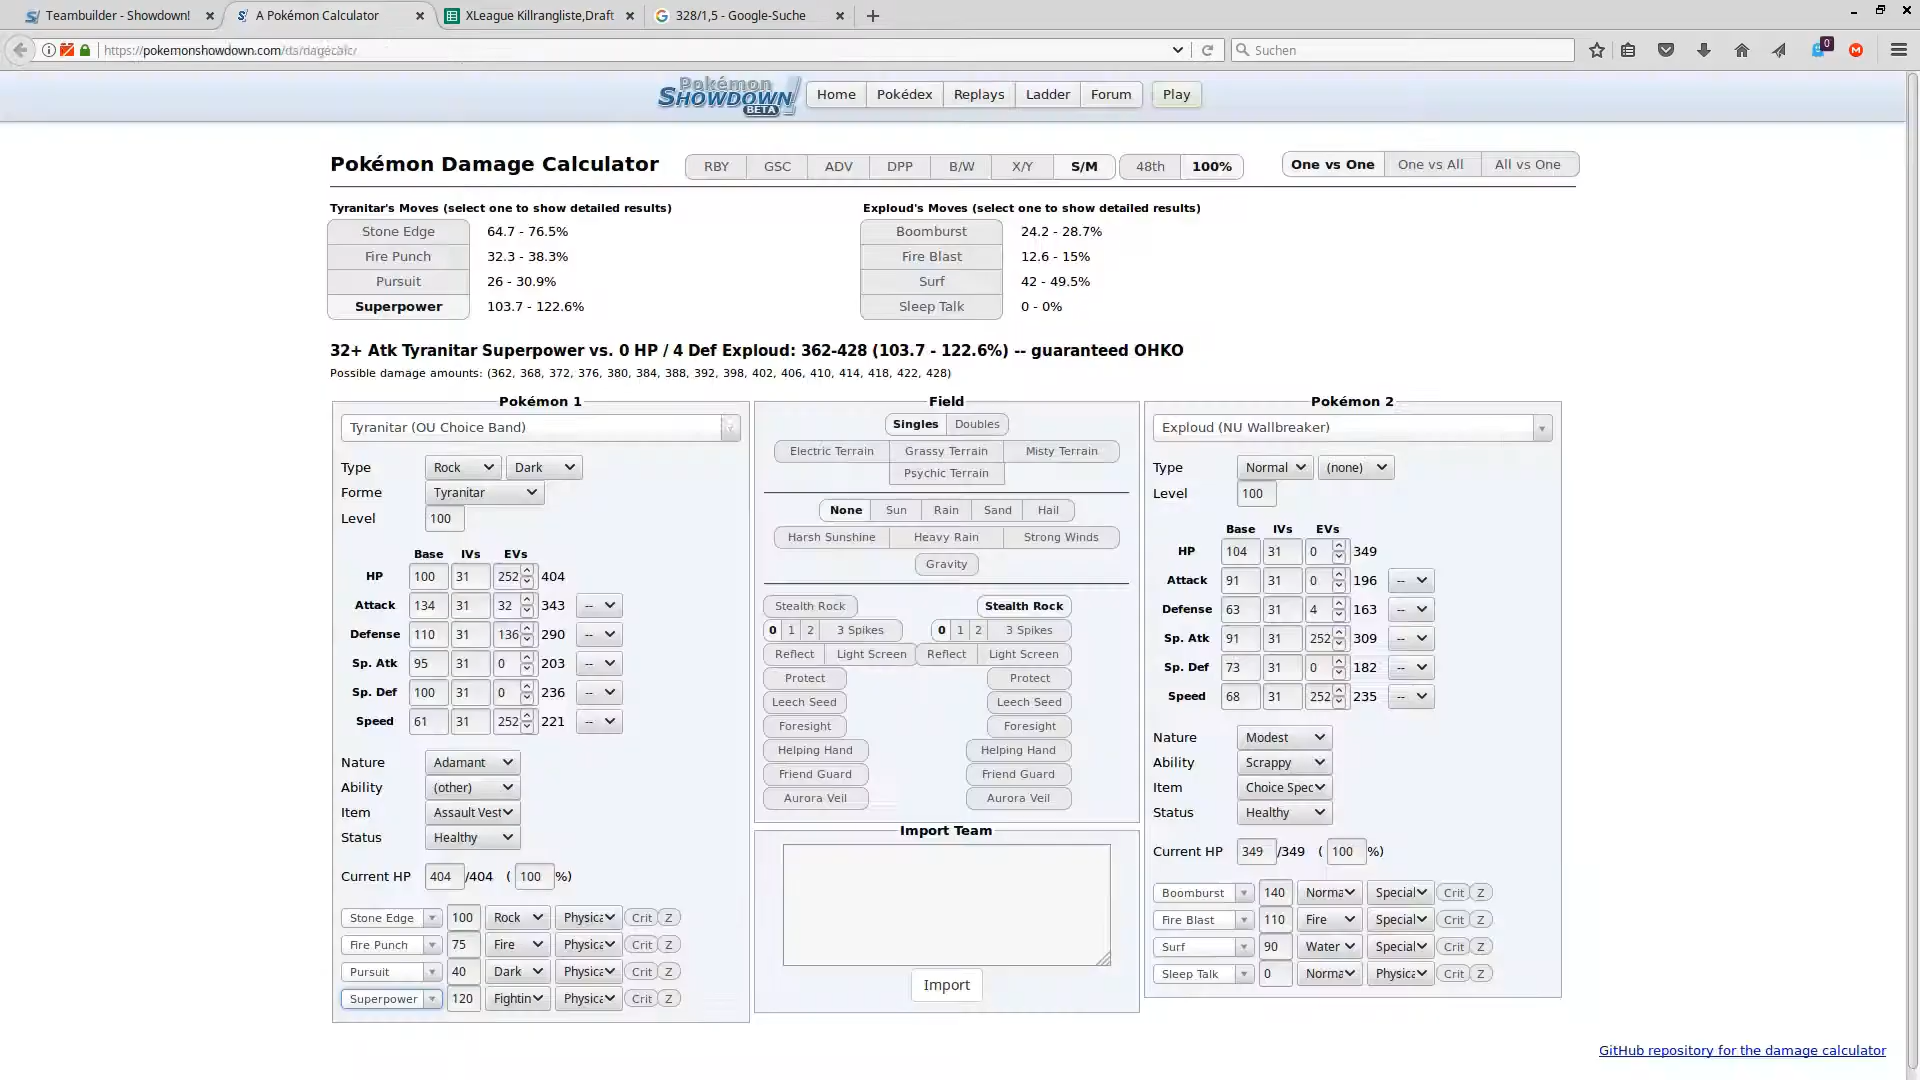 Teambuilder - Showdown!
A Pokémon Calculator
XLeague Killrangliste,Draft
328/1,5 - Google-Suche
https://pokemonshowdown.com/
Suchen
0
Pokémon
SHOWDOWN!
BETA
Home Pokédex Replays Ladder Forum Play
Pokémon Damage Calculator
RBY GSC ADV DPP B/W X/Y S/M 48th 100% One vs One One vs All All vs One
Tyranitar's Moves (select one to show detailed results)
Stone Edge 64.7 - 76.5%
Fire Punch 32.3 - 38.3%
Pursuit 26 - 30.9%
Superpower 103.7 - 122.6%
Exploud's Moves (select one to show detailed results)
Boomburst 24.2 - 28.7%
Fire Blast 12.6 - 15%
Surf 42 - 49.5%
Sleep Talk 0 - 0%
32+ Atk Tyranitar Superpower vs. 0 HP / 4 Def Exploud: 362-428 (103.7 - 122.6%) -- guaranteed OHKO
Possible damage amounts: (362, 368, 372, 376, 380, 384, 388, 392, 398, 402, 406, 410, 414, 418, 422, 428)
Pokémon 1
Tyranitar (OU Choice Band)
Type Rock Dark
Forme Tyranitar
Level 100
Base IVs EVs
HP 100 31 252 404
Attack 134 31 32 343 --
Defense 110 31 136 290 --
Sp. Atk 95 31 0 203 --
Sp. Def 100 31 0 236 --
Speed 61 31 252 221 --
Nature Adamant
Ability (other)
Item Assault Vest
Status Healthy
Current HP 404 /404 ( 100 %)
Stone Edge 100 Rock Physica Crit Z
Fire Punch 75 Fire Physica Crit Z
Pursuit 40 Dark Physica Crit Z
Superpower 120 Fightin Physica Crit Z
Field
Singles Doubles
Electric Terrain Grassy Terrain Misty Terrain
Psychic Terrain
None Sun Rain Sand Hail
Harsh Sunshine Heavy Rain Strong Winds
Gravity
Stealth Rock Stealth Rock
0 1 2 3 Spikes 0 1 2 3 Spikes
Reflect Light Screen Reflect Light Screen
Protect Protect
Leech Seed Leech Seed
Foresight Foresight
Helping Hand Helping Hand
Friend Guard Friend Guard
Aurora Veil Aurora Veil
Import Team
Import
Pokémon 2
Exploud (NU Wallbreaker)
Type Normal (none)
Level 100
Base IVs EVs
HP 104 31 0 349
Attack 91 31 0 196 --
Defense 63 31 4 163 --
Sp. Atk 91 31 252 309 --
Sp. Def 73 31 0 182 --
Speed 68 31 252 235 --
Nature Modest
Ability Scrappy
Item Choice Spec
Status Healthy
Current HP 349 /349 ( 100 %)
Boomburst 140 Norma Special Crit Z
Fire Blast 110 Fire Special Crit Z
Surf 90 Water Special Crit Z
Sleep Talk 0 Norma Physica Crit Z
GitHub repository for the damage calculator